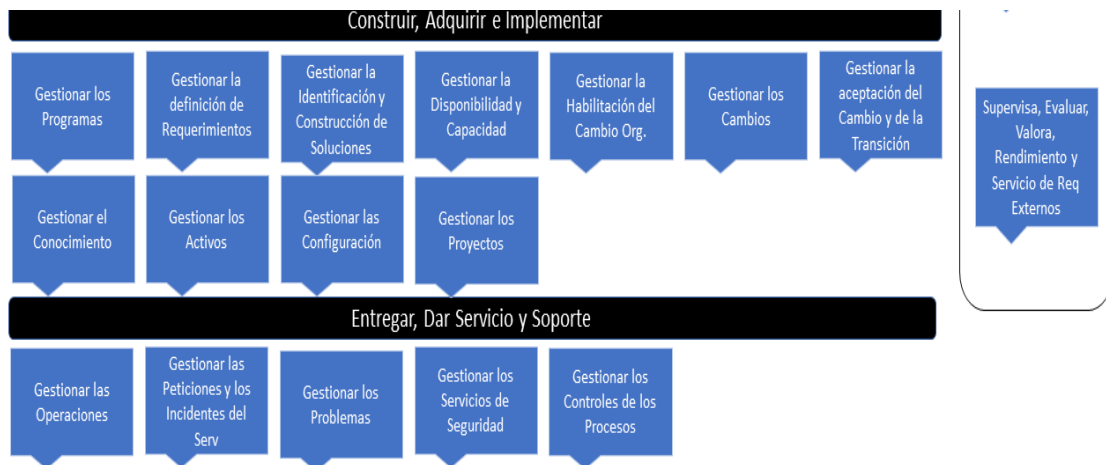 Construir, Adquirir e Implementar
Gestionar los
Programas
Gestionar la
definición de
Requerimientos
Gestionar la
Identificación y
Construcción de
Soluciones
Gestionar la
Disponibilidad y
Capacidad
Gestionar la
Habilitación del
Cambio Org.
Gestionar los
Cambios
Gestionar la
aceptación del
Cambio y de la
Transición
Supervisa, Evaluar,
Valora,
Rendimiento y
Servicio de Req
Externos
Gestionar el
Conocimiento
Gestionar los
Activos
Gestionar las
Configuración
Gestionar los
Proyectos
Entregar, Dar Servicio y Soporte
Gestionar las
Operaciones
Gestionar las
Peticiones y los
Incidentes del
Serv
Gestionar los
Problemas
Gestionar los
Servicios de
Seguridad
Gestionar los
Controles de los
Procesos